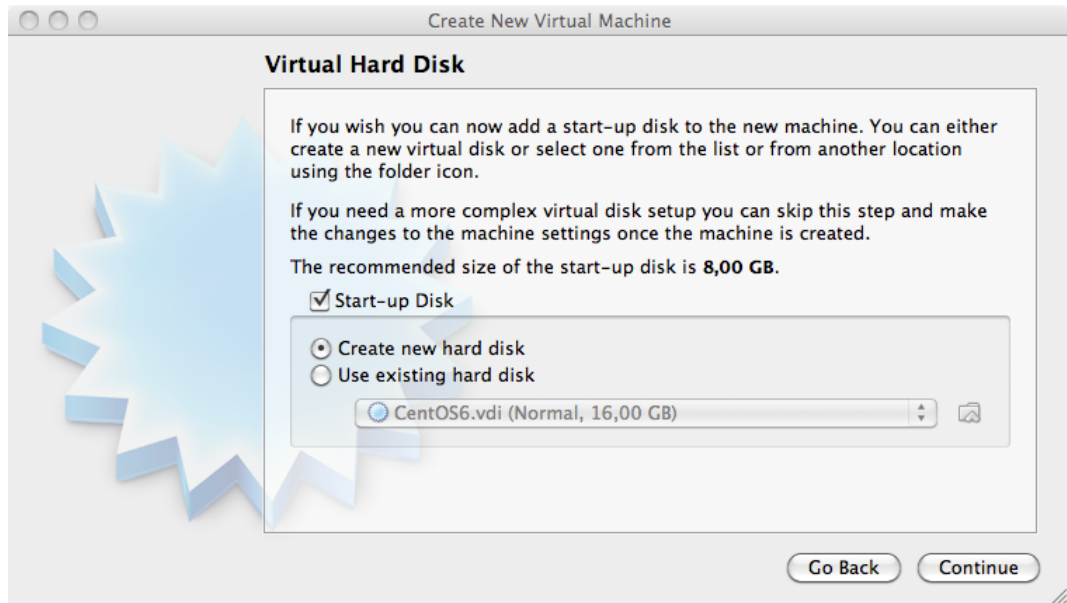 Create New Virtual Machine
Virtual Hard Disk
If you wish you can now add a start-up disk to the new machine. You can either
create a new virtual disk or select one from the list or from another location
using the folder icon.
If you need a more complex virtual disk setup you can skip this step and make
the changes to the machine settings once the machine is created.
The recommended size of the start-up disk is 8,00 GB.
Start-up Disk
Create new hard disk
Use existing hard disk
CentOS6.vdi (Normal, 16,00 GB)
Go Back
Continue